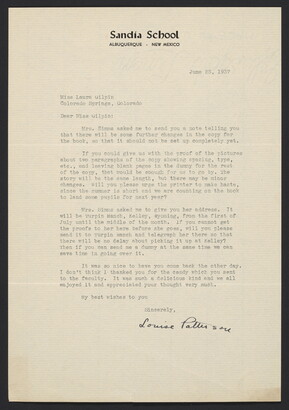 Sandia School
ALBUQUERQUE · NEW MEXICO
June 23, 1937
Miss Laura Gilpin
Colorado Springs, Colorado
Dear Miss Gilpin:
Mrs. Simms asked me to send you a note telling you
that there will be some further changes in the copy for
the book, so that it should not be set up completely yet.
If you would give us with the proof of the pictures
about two paragraphs of the copy showing spacing, type,
etc., and leaving blank pages in the dummy for the rest
of the copy, that would be enough for us to go by. The
story will be the same length, but there may be minor
changes. Will you please urge the printer to make haste,
since the summer is short and we are counting on the book
to lend some people for next year?
Mrs. Simms asked me to give you her address. It
will be Virgin Ranch, Delkay, Wyoming, from the first of
July until the middle of the month. If you cannot get
the proofs to her here before she goes, will you please
send it to Virgin ranch and telegraph her there so that
there will be no delay about picking it up at
then if you can send me a dummy at the same time we can
save time in going over it.
It was so nice to have you come back the other day,
I don't think I thanked you for the candy which you sent
to the faculty. It was such a delicious kind and we all
enjoyed it and appreciated your thought very much.
My best wishes to you
Sincerely,
Louise Patterson